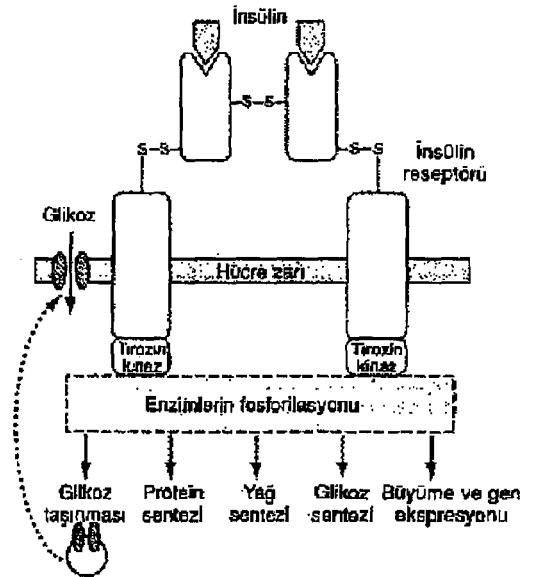 İnsülin
S-S
S-S
S-S
İnsülin
reseptörü
Glikoz
Hücre zarı
Tirozin
kinaz
Tirozin
kinaz
Enzimlerin fosforilasyonu
Glikoz
taşınması
Protein
sentezi
Yağ
sentezi
Glikoz
sentezi
Büyüme ve gen
ekspresyonu